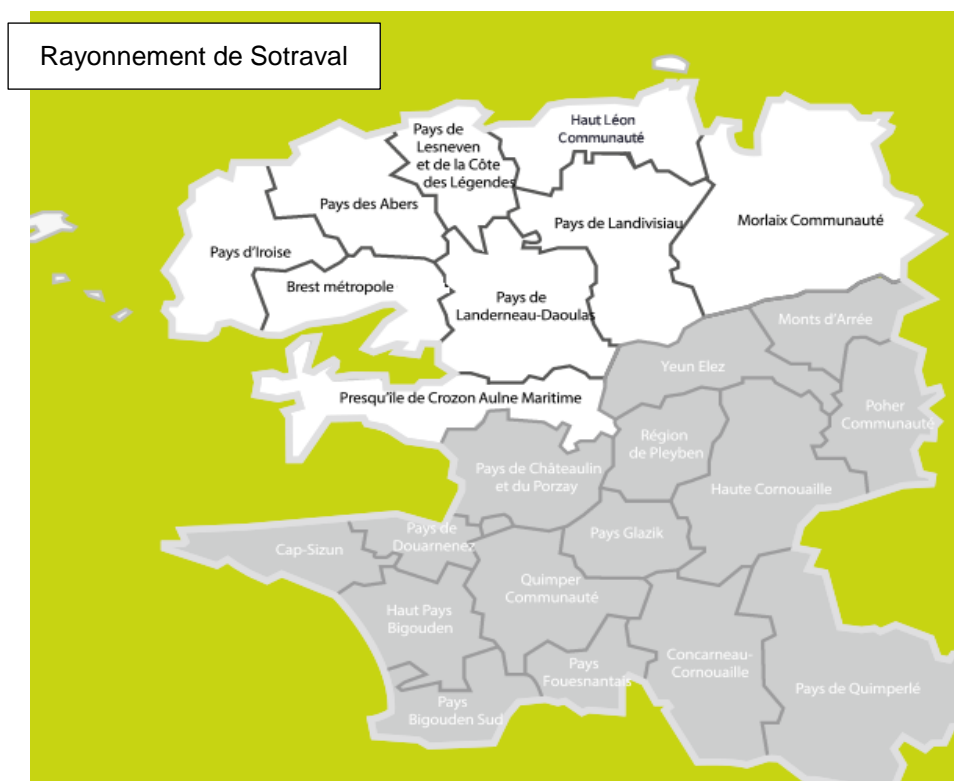 Rayonnement de Sotraval
Haut Léon
Communauté
Pays de
Lesneven
et de la Côte
des Légendes
Pays des Abers
Pays de Landivisiau
Morlaix Communauté
Pays d'Iroise
Brest métropole
Pays de
Landerneau-Daoulas
Monts d'Arrée
Yeun Elez
Presqu'île de Crozon Aulne Maritime
Poher
Communauté
Région
de Pleyben
Pays de Châteaulin
et du Porzay
Haute Cornouaille
Pays de
Douarnenez
Pays Glazik
Cap-Sizun
Quimper
Communauté
Haut Pays
Bigouden
Pays
Fouesnantais
Concarneau-
Cornouaille
Pays de Quimperlé
Pays
Bigouden Sud